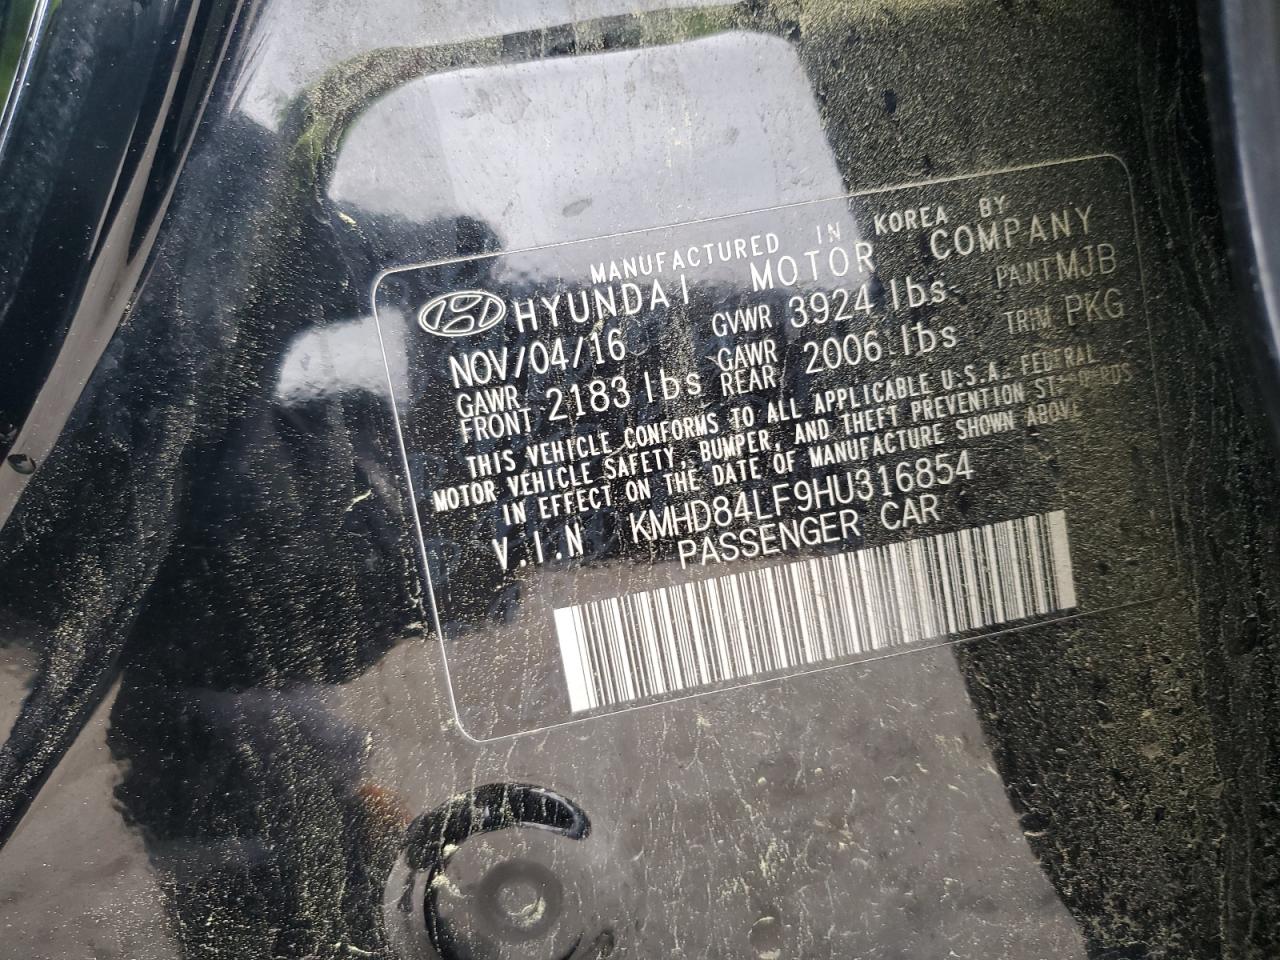 MANUFACTURED IN KOREA BY
HYUNDAI MOTOR COMPANY
NOV/04/16 GVWR 3924 lbs PAINT MJB
GAWR FRONT 2183 lbs GAWR REAR 2006 lbs TRIM PKG
THIS VEHICLE CONFORMS TO ALL APPLICABLE U.S.A. FEDERAL
MOTOR VEHICLE SAFETY, BUMPER, AND THEFT PREVENTION STANDARDS
IN EFFECT ON THE DATE OF MANUFACTURE SHOWN ABOVE
V.I.N KMHD84LF9HU316854
PASSENGER CAR